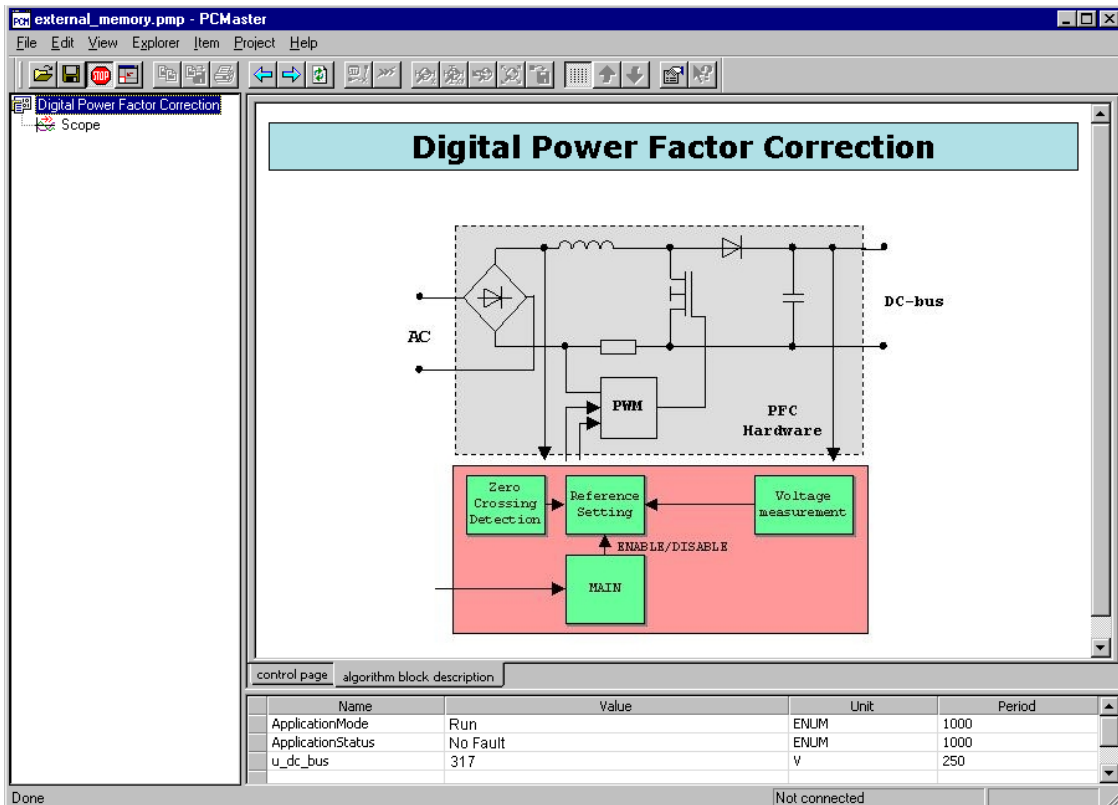 external_memory.pmp - PCMaster
File Edit View Explorer Item Project Help
STOP
Digital Power Factor Correction
Scope
Digital Power Factor Correction
AC
DC-bus
PWM
PFC
Hardware
Zero
Crossing
Detection
Reference
Setting
Voltage
measurement
ENABLE/DISABLE
MAIN
control page
algorithm block description
Name Value Unit Period
ApplicationMode Run ENUM 1000
ApplicationStatus No Fault ENUM 1000
u_dc_bus 317 V 250
Done
Not connected